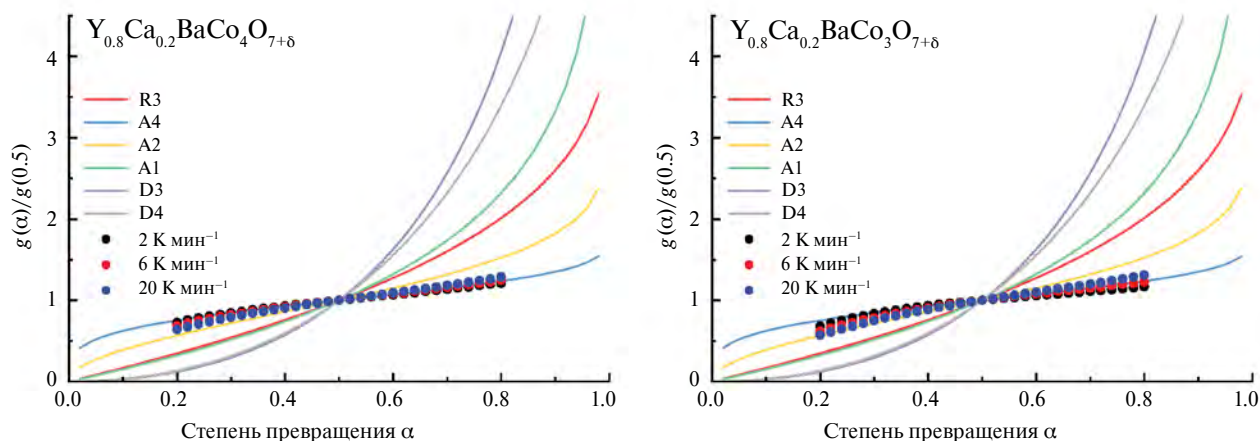 Y₀.₈Ca₀.₂BaCo₄O₇₊δ
g(α)/g(0.5)
4
3
2
1
0
R3
A4
A2
A1
D3
D4
2 К мин⁻¹
6 К мин⁻¹
20 К мин⁻¹
0.0 0.2 0.4 0.6 0.8 1.0
Степень превращения α
Y₀.₈Ca₀.₂BaCo₃O₇₊δ
g(α)/g(0.5)
4
3
2
1
0
R3
A4
A2
A1
D3
D4
2 К мин⁻¹
6 К мин⁻¹
20 К мин⁻¹
0.0 0.2 0.4 0.6 0.8 1.0
Степень превращения α